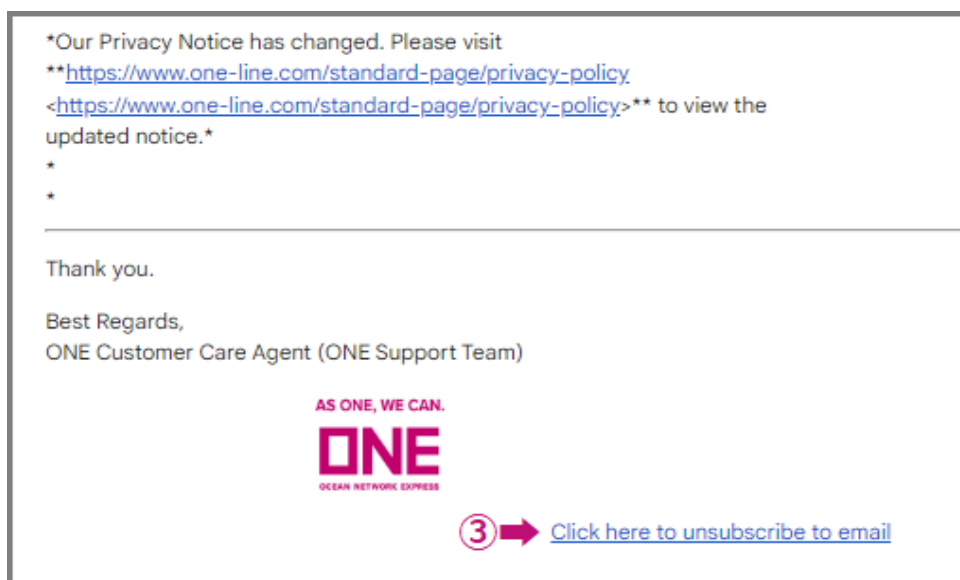 *Our Privacy Notice has changed. Please visit
**https://www.one-line.com/standard-page/privacy-policy
<https://www.one-line.com/standard-page/privacy-policy>** to view the
updated notice.*
*
*
Thank you.
Best Regards,
ONE Customer Care Agent (ONE Support Team)
AS ONE, WE CAN.
ONE
OCEAN NETWORK EXPRESS
③ Click here to unsubscribe to email